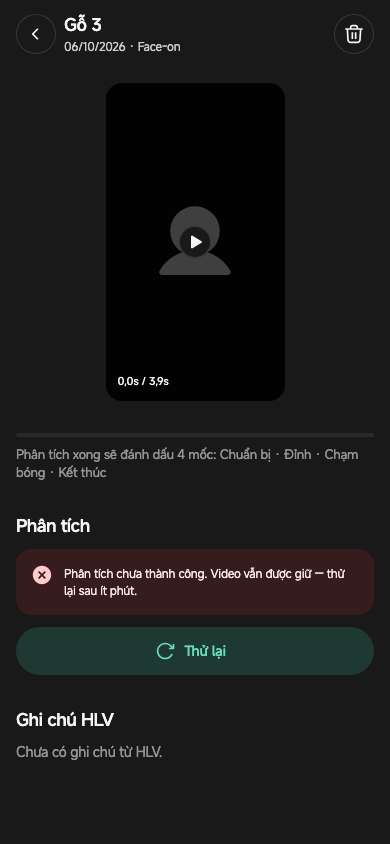 Gỗ 3
06/10/2026 · Face-on
0,0s / 3,9s
Phân tích xong sẽ đánh dấu 4 mốc: Chuẩn bị · Đỉnh · Chạm
bóng · Kết thúc
Phân tích
Phân tích chưa thành công. Video vẫn được giữ — thử
lại sau ít phút.
Thử lại
Ghi chú HLV
Chưa có ghi chú từ HLV.